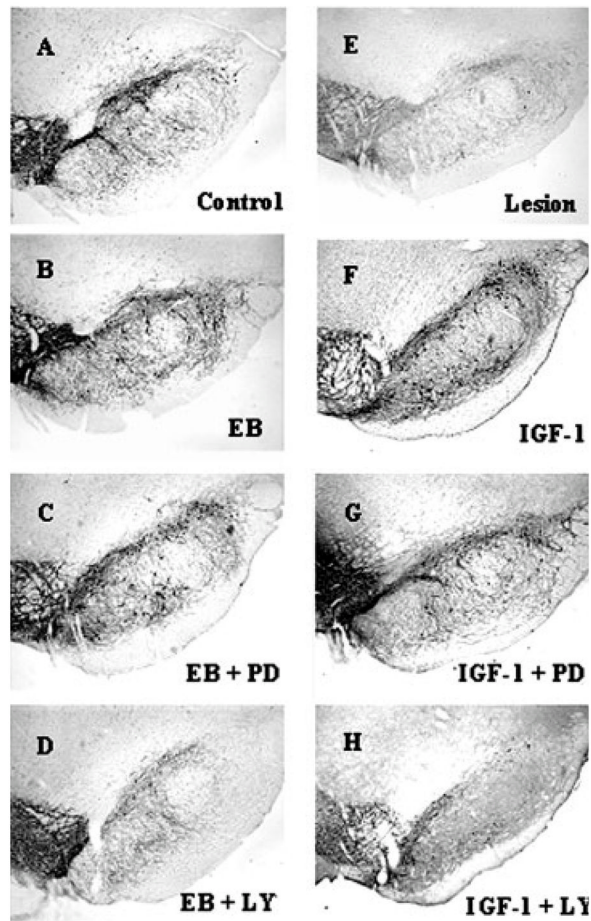 A
Control
E
Lesion
B
EB
F
IGF-1
C
EB + PD
G
IGF-1 + PD
D
EB + LY
H
IGF-1 + LY